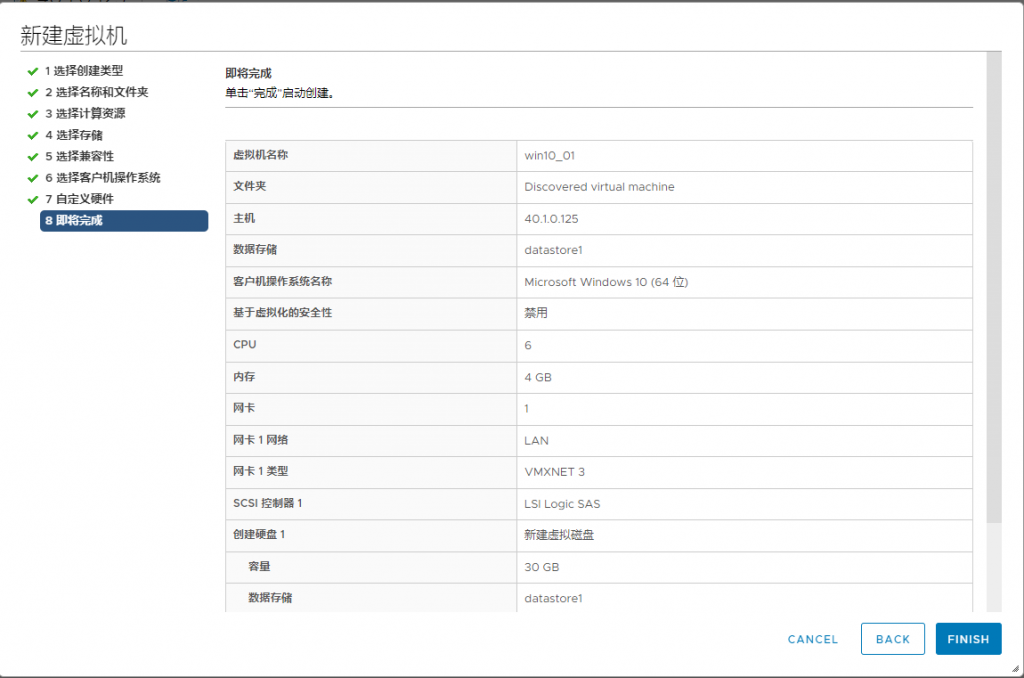 新建虚拟机
1 选择创建类型
2 选择名称和文件夹
3 选择计算资源
4 选择存储
5 选择兼容性
6 选择客户机操作系统
7 自定义硬件
8 即将完成
即将完成
单击“完成”启动创建。
虚拟机名称 win10_01
文件夹 Discovered virtual machine
主机 40.1.0.125
数据存储 datastore1
客户机操作系统名称 Microsoft Windows 10 (64 位)
基于虚拟化的安全性 禁用
CPU 6
内存 4 GB
网卡 1
网卡 1 网络 LAN
网卡 1 类型 VMXNET 3
SCSI 控制器 1 LSI Logic SAS
创建硬盘 1 新建虚拟磁盘
容量 30 GB
数据存储 datastore1
CANCEL BACK FINISH